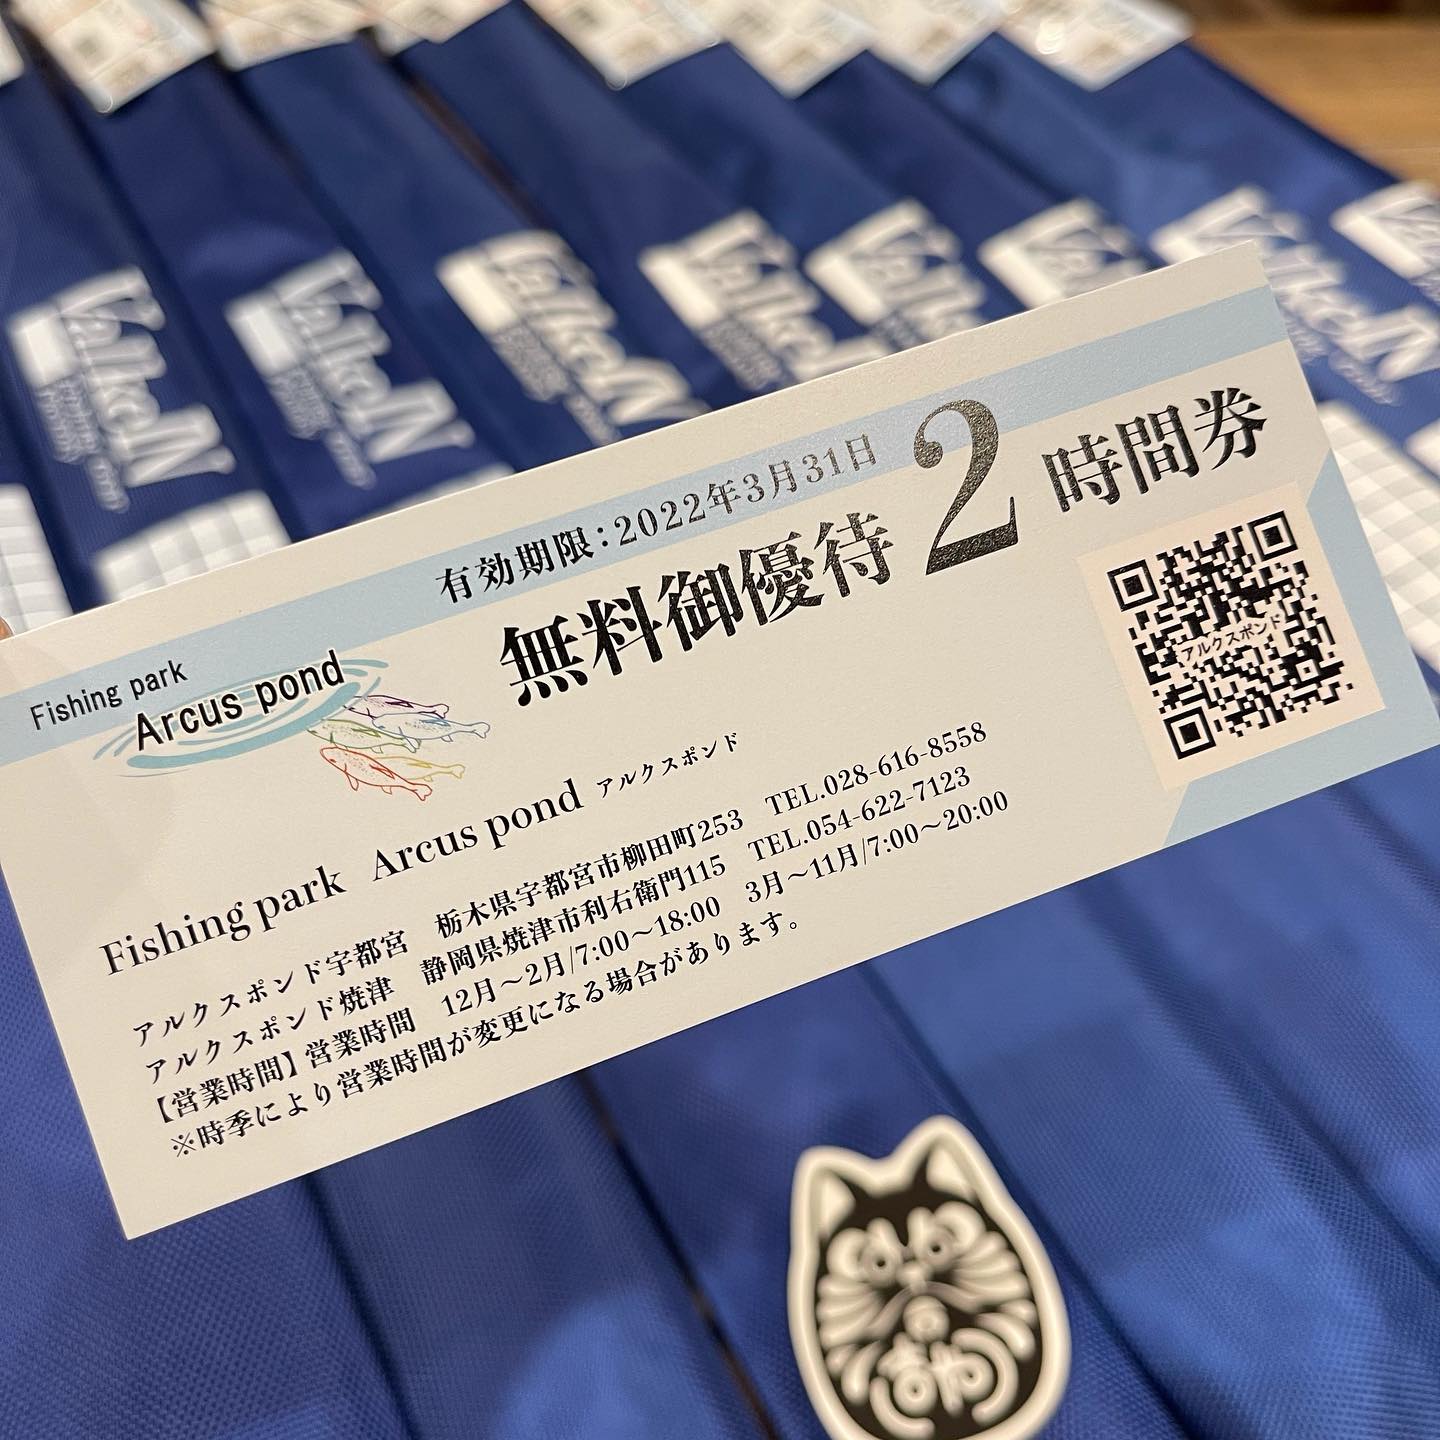 ValkeIN
ValkeIN
ValkeIN
ValkeIN
ValkeIN
有効期限：2022年3月31日
無料御優待2時間券
Fishing park
Arcus pond
アルクスポンド
Fishing park Arcus pond アルクスポンド
アルクスポンド宇都宮 栃木県宇都宮市柳田町253 TEL.028-616-8558
アルクスポンド焼津 静岡県焼津市利右衛門115 TEL.054-622-7123
【営業時間】営業時間 12月〜2月/7:00〜18:00 3月〜11月/7:00〜20:00
※時季により営業時間が変更になる場合があります。